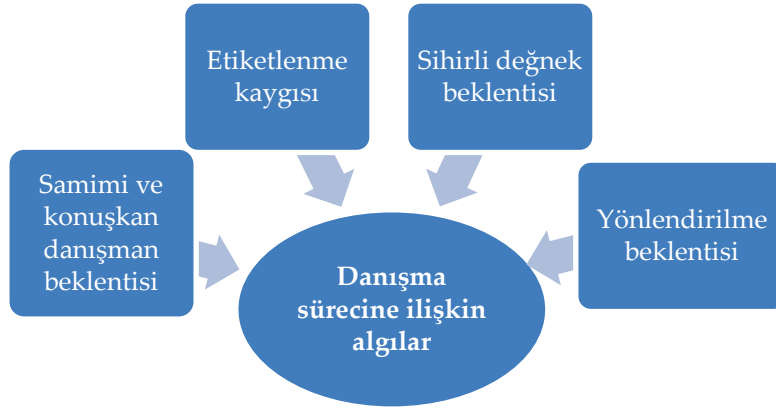 Etiketlenme
kaygısı
Sihirli değnek
beklentisi
Samimi ve
konuşkan
danışman
beklentisi
Yönlendirilme
beklentisi
Danışma
sürecine ilişkin
algılar